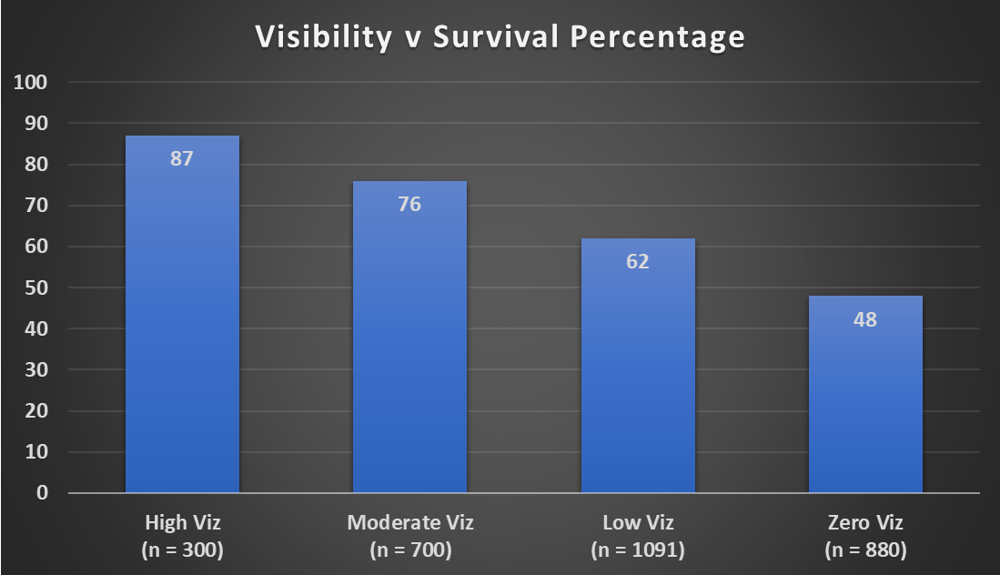 Visibility v Survival Percentage
100
90
80
70
60
50
40
30
20
10
0
87
76
62
48
High Viz
(n = 300)
Moderate Viz
(n = 700)
Low Viz
(n = 1091)
Zero Viz
(n = 880)